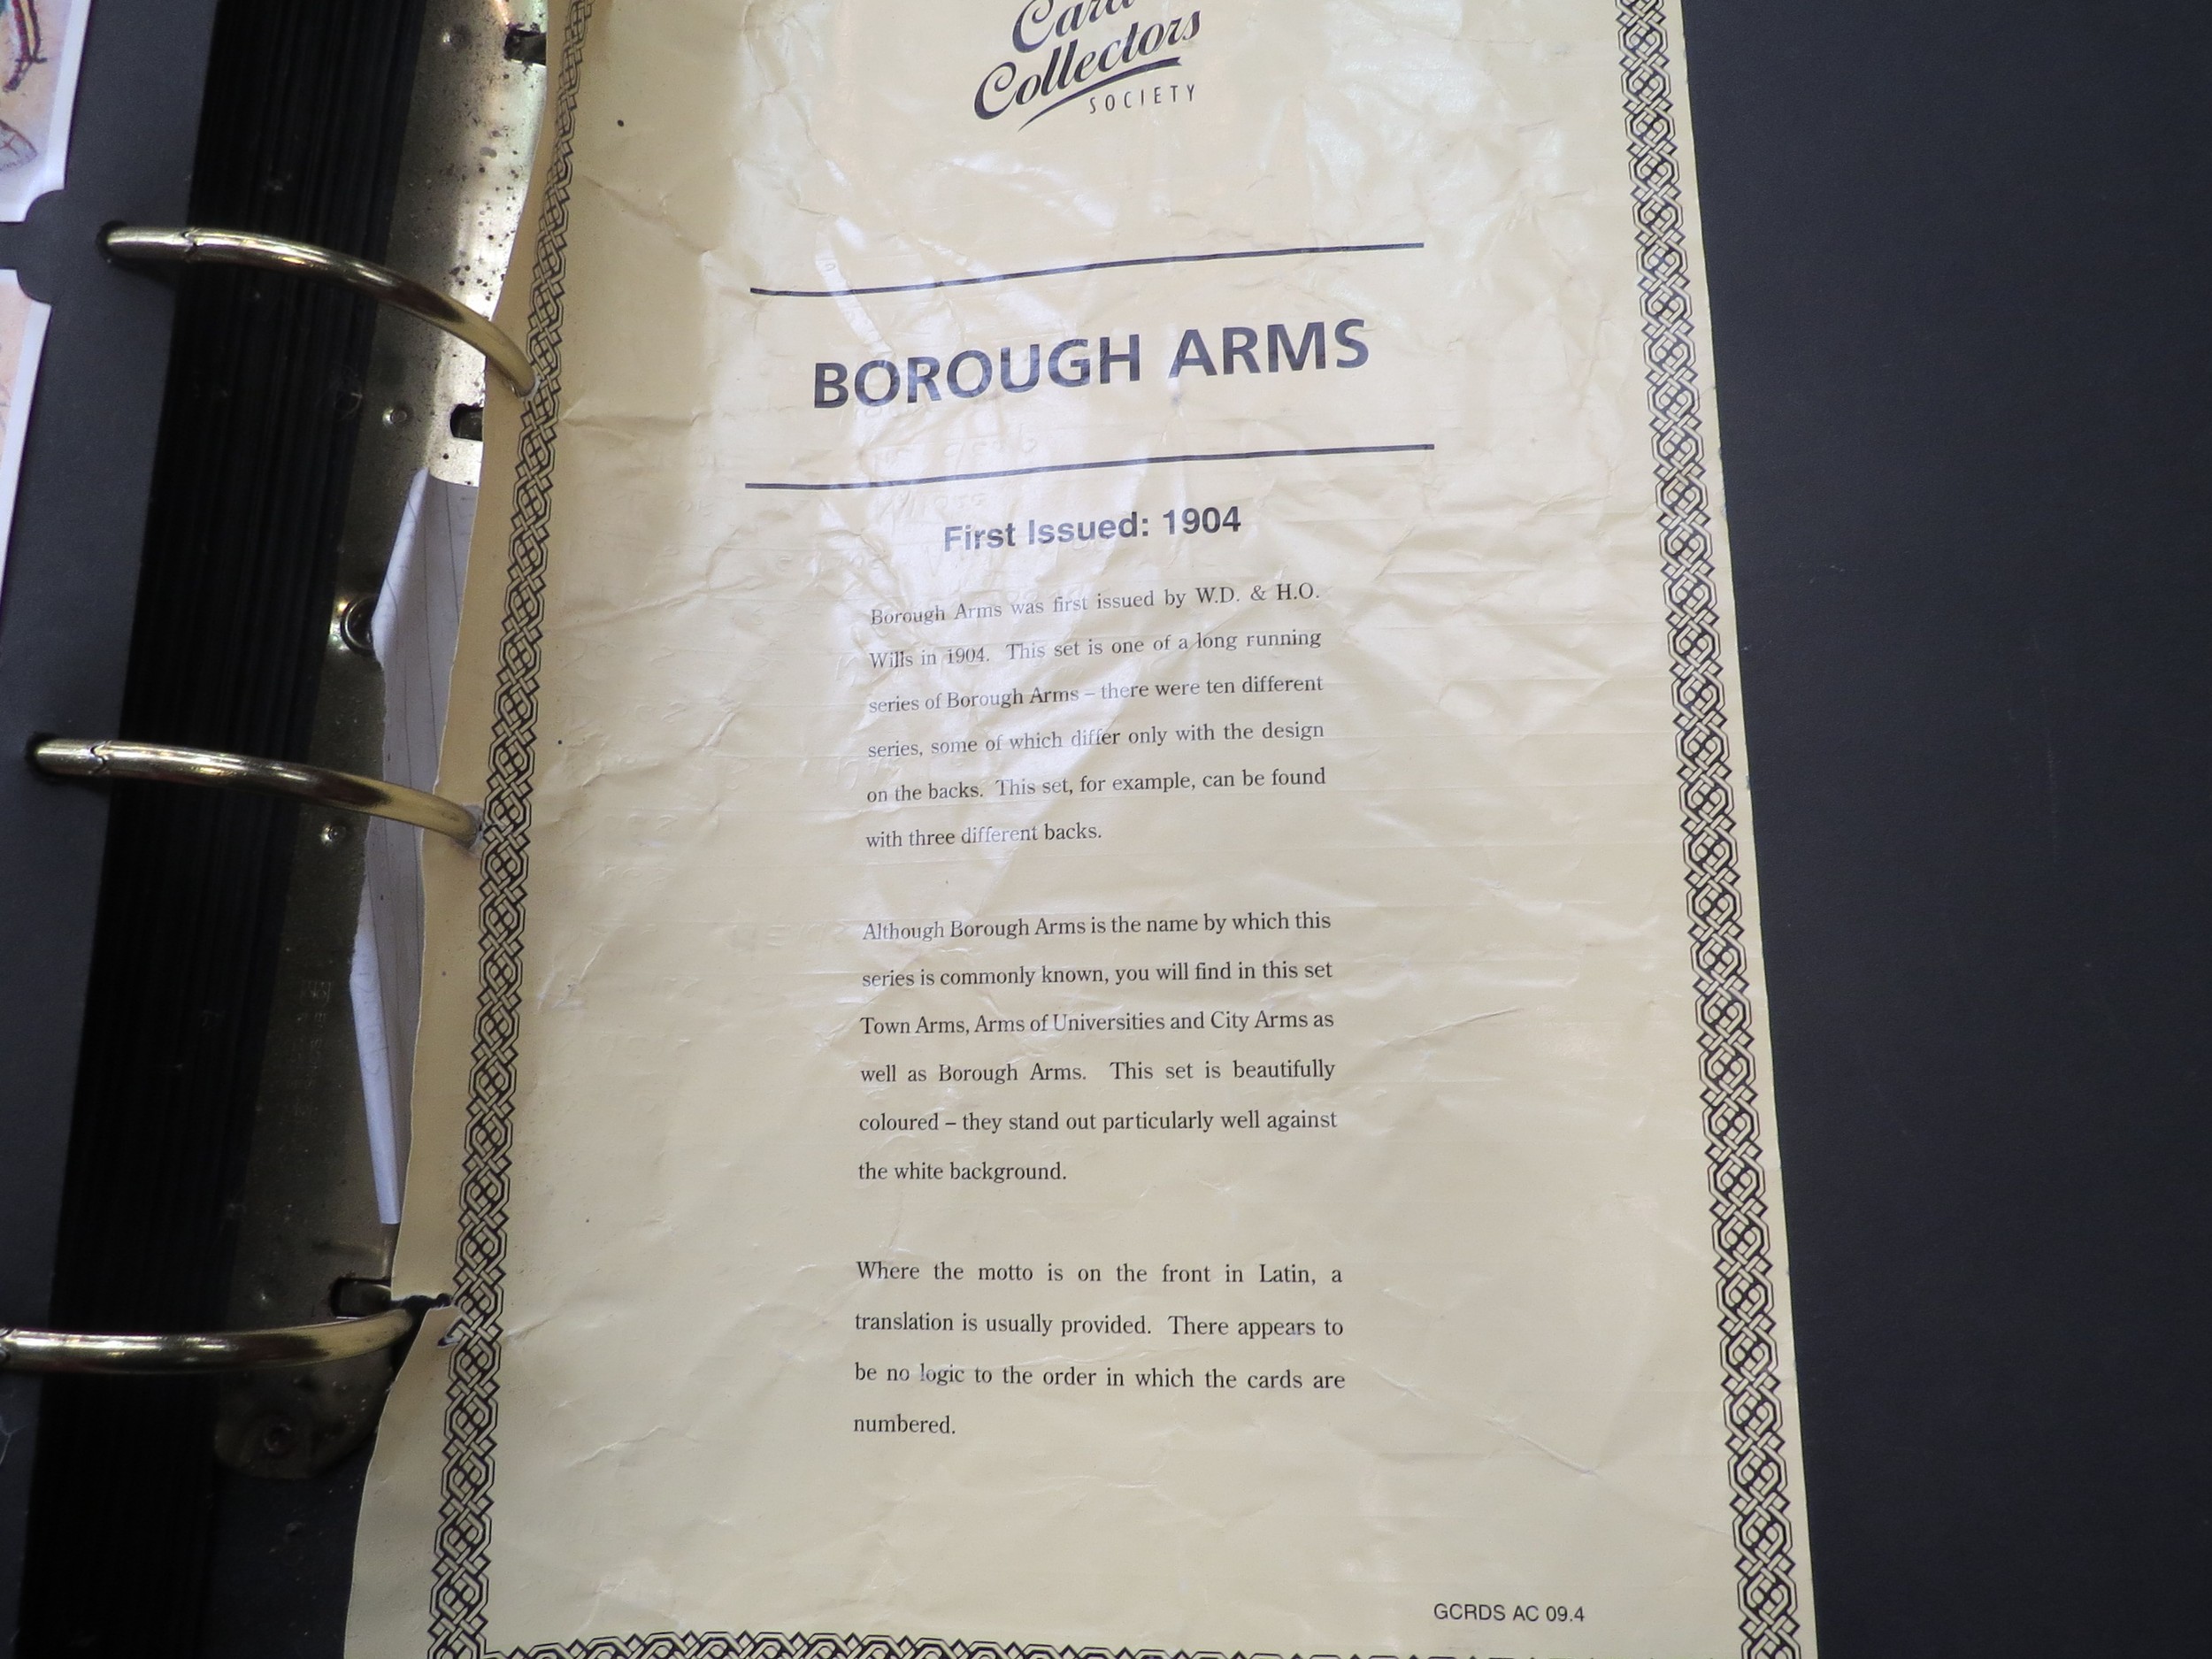 Card
Collectors
SOCIETY
BOROUGH ARMS
First Issued: 1904
Borough Arms was first issued by W.D. & H.O.
Wills in 1904. This set is one of a long running
series of Borough Arms – there were ten different
series, some of which differ only with the design
on the backs. This set, for example, can be found
with three different backs.
Although Borough Arms is the name by which this
series is commonly known, you will find in this set
Town Arms, Arms of Universities and City Arms as
well as Borough Arms. This set is beautifully
coloured – they stand out particularly well against
the white background.
Where the motto is on the front in Latin, a
translation is usually provided. There appears to
be no logic to the order in which the cards are
numbered.
GCRDS AC 09.4